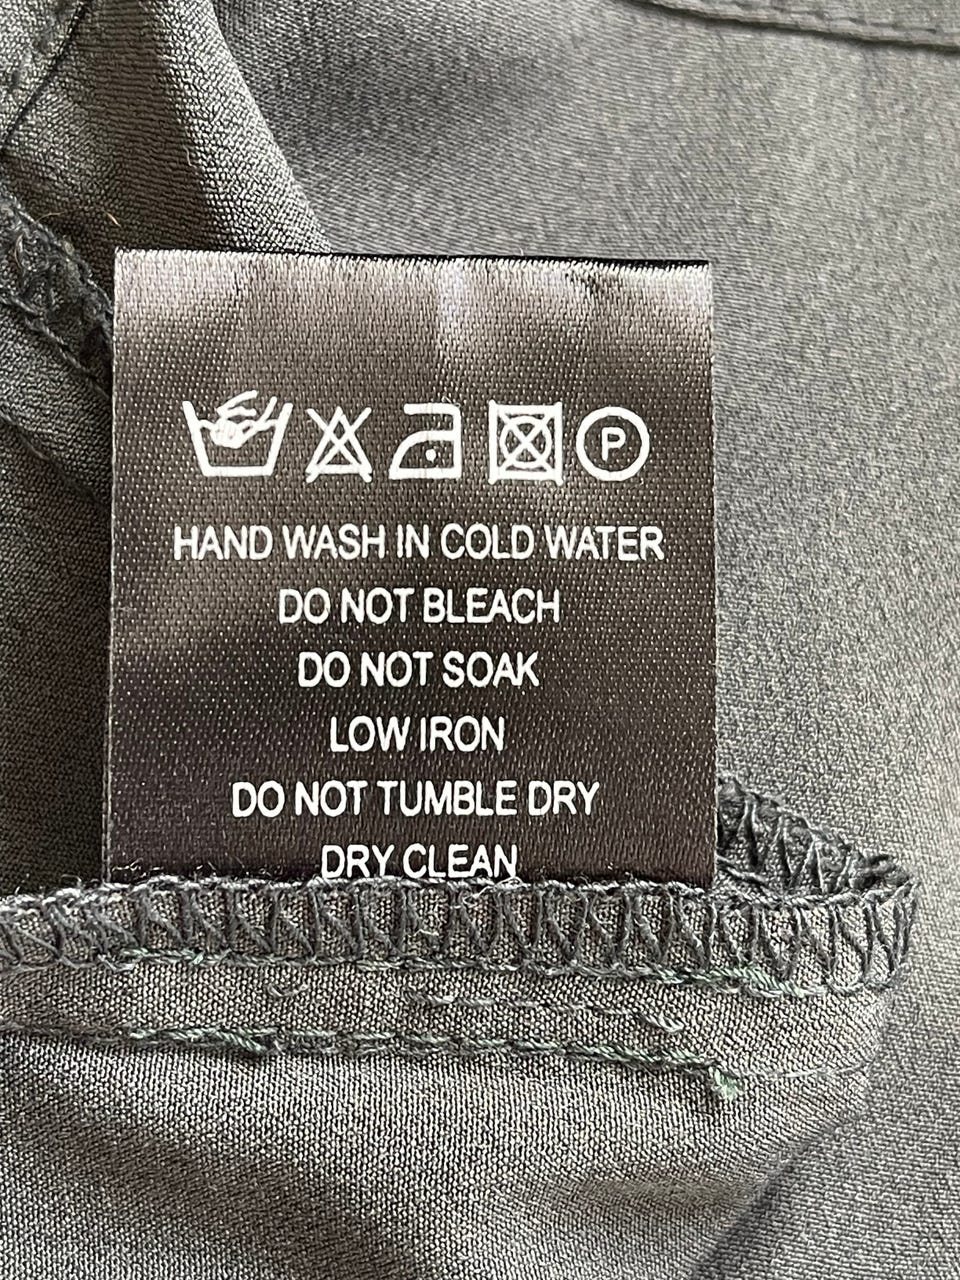 P
HAND WASH IN COLD WATER
DO NOT BLEACH
DO NOT SOAK
LOW IRON
DO NOT TUMBLE DRY
DRY CLEAN